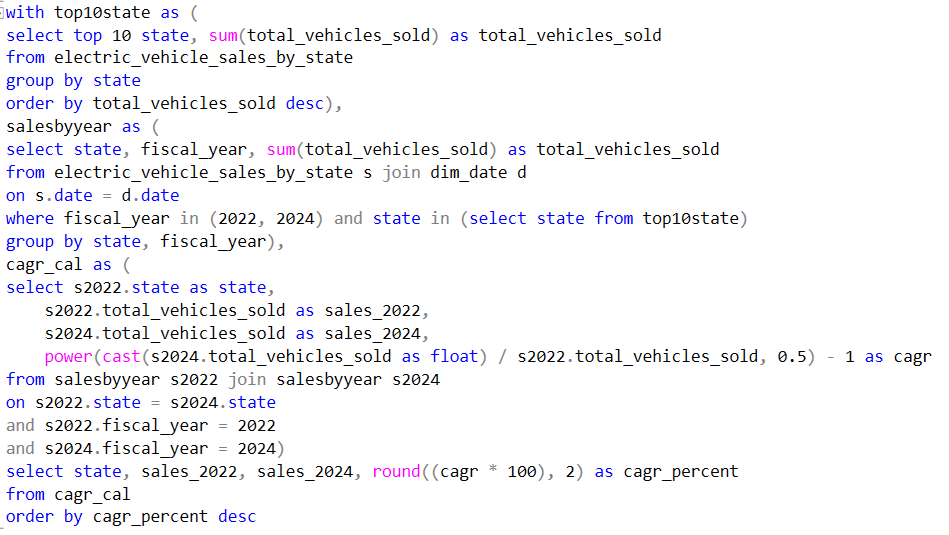 with top10state as (
select top 10 state, sum(total_vehicles_sold) as total_vehicles_sold
from electric_vehicle_sales_by_state
group by state
order by total_vehicles_sold desc),
salesbyyear as (
select state, fiscal_year, sum(total_vehicles_sold) as total_vehicles_sold
from electric_vehicle_sales_by_state s join dim_date d
on s.date = d.date
where fiscal_year in (2022, 2024) and state in (select state from top10state)
group by state, fiscal_year),
cagr_cal as (
select s2022.state as state,
    s2022.total_vehicles_sold as sales_2022,
    s2024.total_vehicles_sold as sales_2024,
    power(cast(s2024.total_vehicles_sold as float) / s2022.total_vehicles_sold, 0.5) - 1 as cagr
from salesbyyear s2022 join salesbyyear s2024
on s2022.state = s2024.state
and s2022.fiscal_year = 2022
and s2024.fiscal_year = 2024)
select state, sales_2022, sales_2024, round((cagr * 100), 2) as cagr_percent
from cagr_cal
order by cagr_percent desc